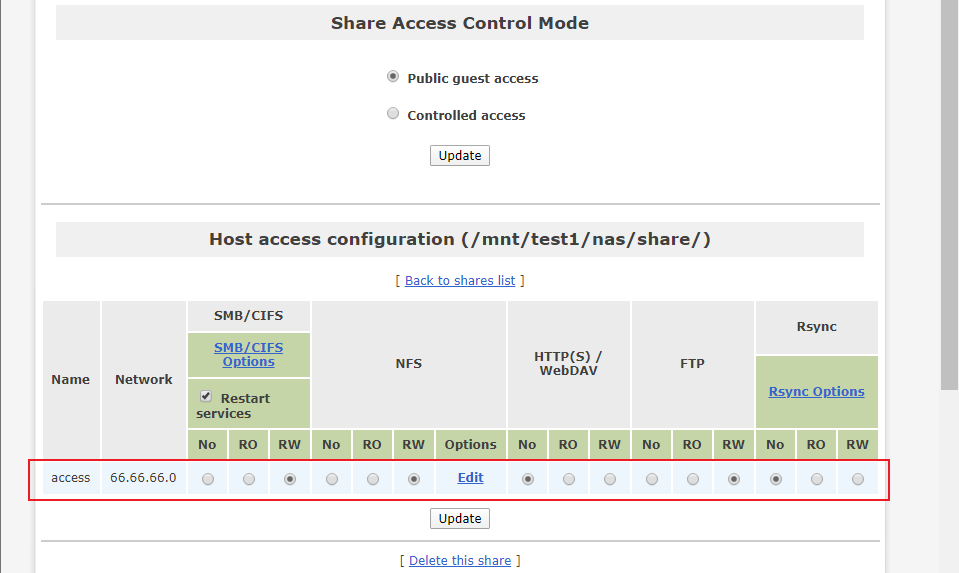 Share Access Control Mode
Public guest access
Controlled access
Update
Host access configuration (/mnt/test1/nas/share/)
[ Back to shares list ]
Name Network SMB/CIFS NFS HTTP(S) / WebDAV FTP Rsync
SMB/CIFS Options
Rsync Options
Restart services
No RO RW No RO RW Options No RO RW No RO RW No RO RW
access 66.66.66.0 Edit
Update
[ Delete this share ]